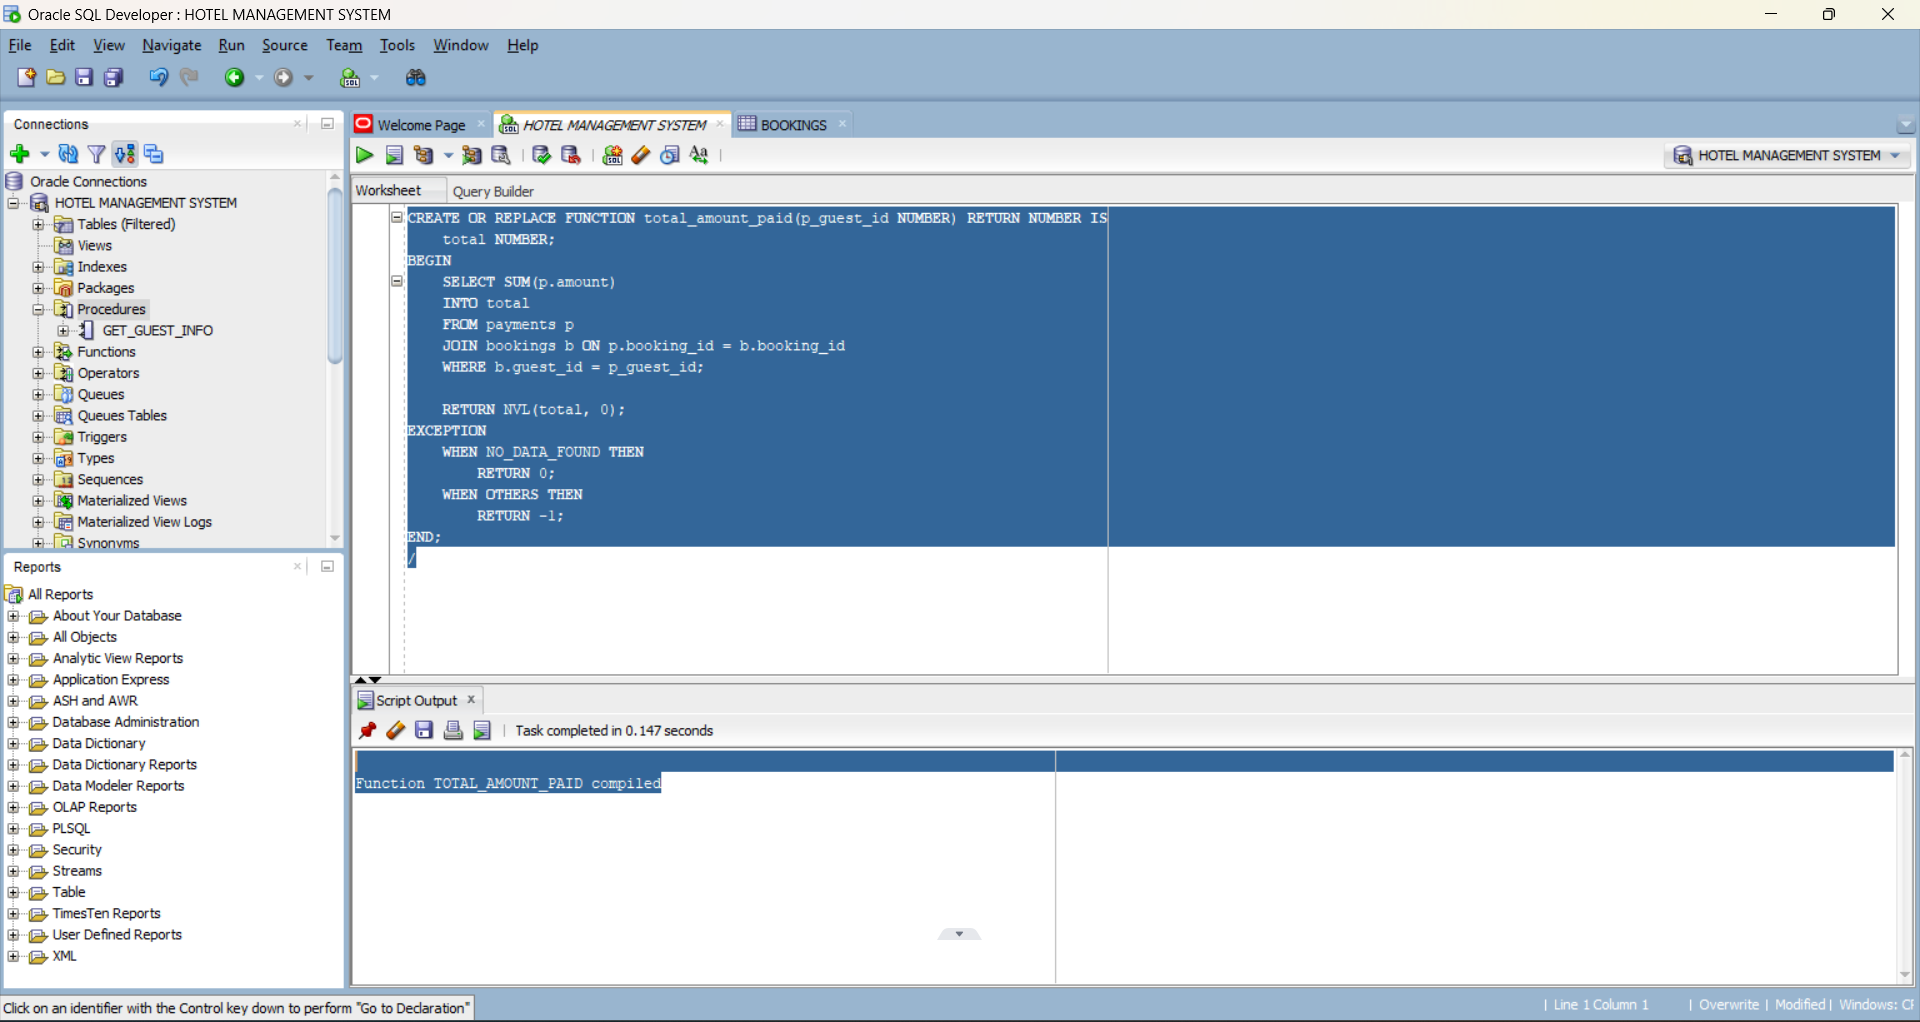 Oracle SQL Developer : HOTEL MANAGEMENT SYSTEM
File Edit View Navigate Run Source Team Tools Window Help
Connections
Oracle Connections
HOTEL MANAGEMENT SYSTEM
Tables (Filtered)
Views
Indexes
Packages
Procedures
GET_GUEST_INFO
Functions
Operators
Queues
Queues Tables
Triggers
Types
Sequences
Materialized Views
Materialized View Logs
Synonyms
Reports
All Reports
About Your Database
All Objects
Analytic View Reports
Application Express
ASH and AWR
Database Administration
Data Dictionary
Data Dictionary Reports
Data Modeler Reports
OLAP Reports
PLSQL
Security
Streams
Table
TimesTen Reports
User Defined Reports
XML
Welcome Page HOTEL MANAGEMENT SYSTEM BOOKINGS
HOTEL MANAGEMENT SYSTEM
Worksheet Query Builder
CREATE OR REPLACE FUNCTION total_amount_paid(p_guest_id NUMBER) RETURN NUMBER IS
total NUMBER;
BEGIN
SELECT SUM(p.amount)
INTO total
FROM payments p
JOIN bookings b ON p.booking_id = b.booking_id
WHERE b.guest_id = p_guest_id;
RETURN NVL(total, 0);
EXCEPTION
WHEN NO_DATA_FOUND THEN
RETURN 0;
WHEN OTHERS THEN
RETURN -1;
END;
/
Script Output
Task completed in 0.147 seconds
Function TOTAL_AMOUNT_PAID compiled
Click on an identifier with the Control key down to perform "Go to Declaration"
| Line 1 Column 1 | Overwrite | Modified | Windows: CF